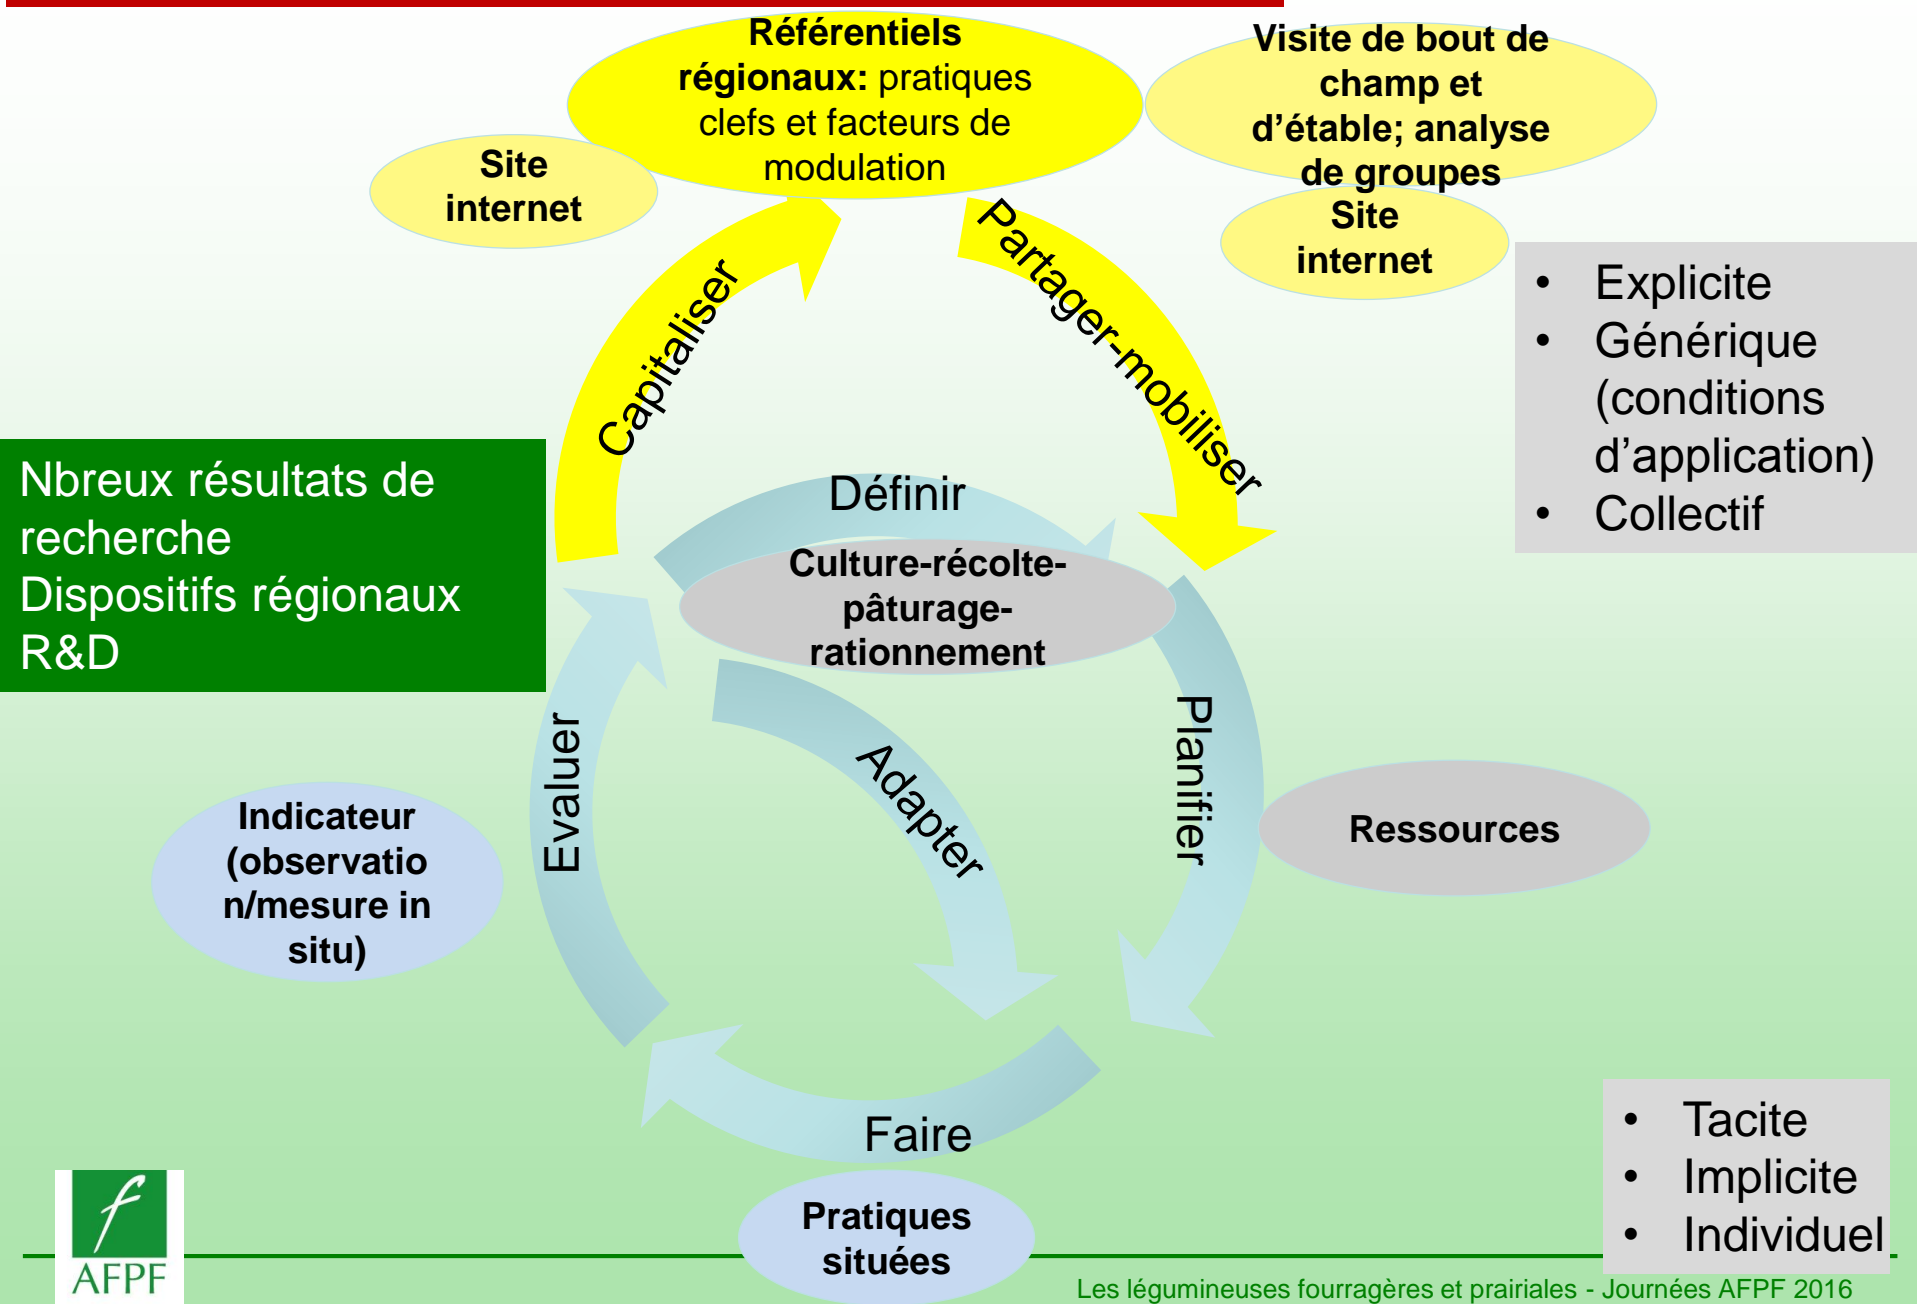 Référentiels
régionaux: pratiques
clefs et facteurs de
modulation
Visite de bout de
champ et
d'étable; analyse
de groupes
Site
internet
Site
internet
Capitaliser
Partager-mobiliser
• Explicite
• Générique
(conditions
d'application)
• Collectif
Nbreux résultats de
recherche
Dispositifs régionaux
R&D
Définir
Culture-récolte-
pâturage-
rationnement
Evaluer
Adapter
Planifier
Ressources
Indicateur
(observatio
n/mesure in
situ)
Faire
Pratiques
situées
• Tacite
• Implicite
• Individuel
f
AFPF
Les légumineuses fourragères et prairiales - Journées AFPF 2016